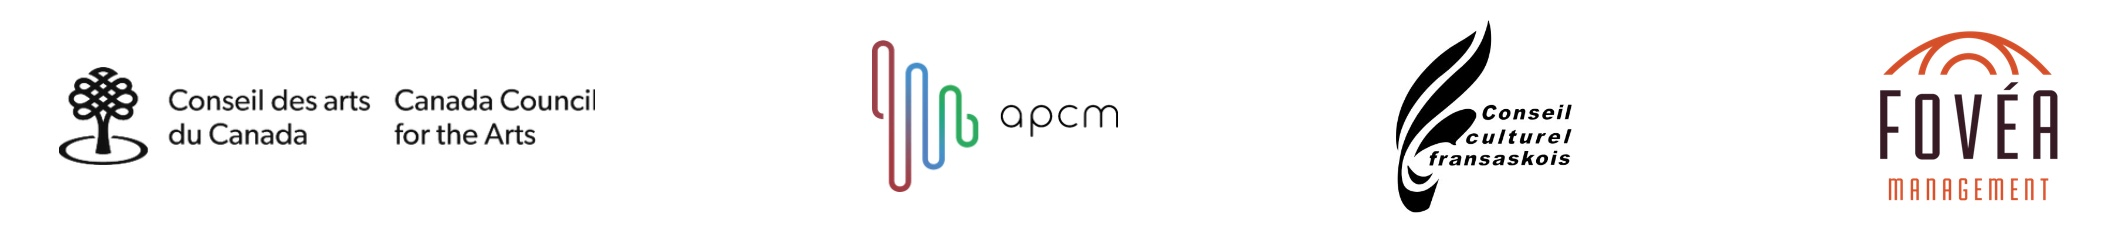 Conseil des arts
du Canada
Canada Council
for the Arts
apcm
Conseil
culturel
fransaskois
FOVÉA
MANAGEMENT